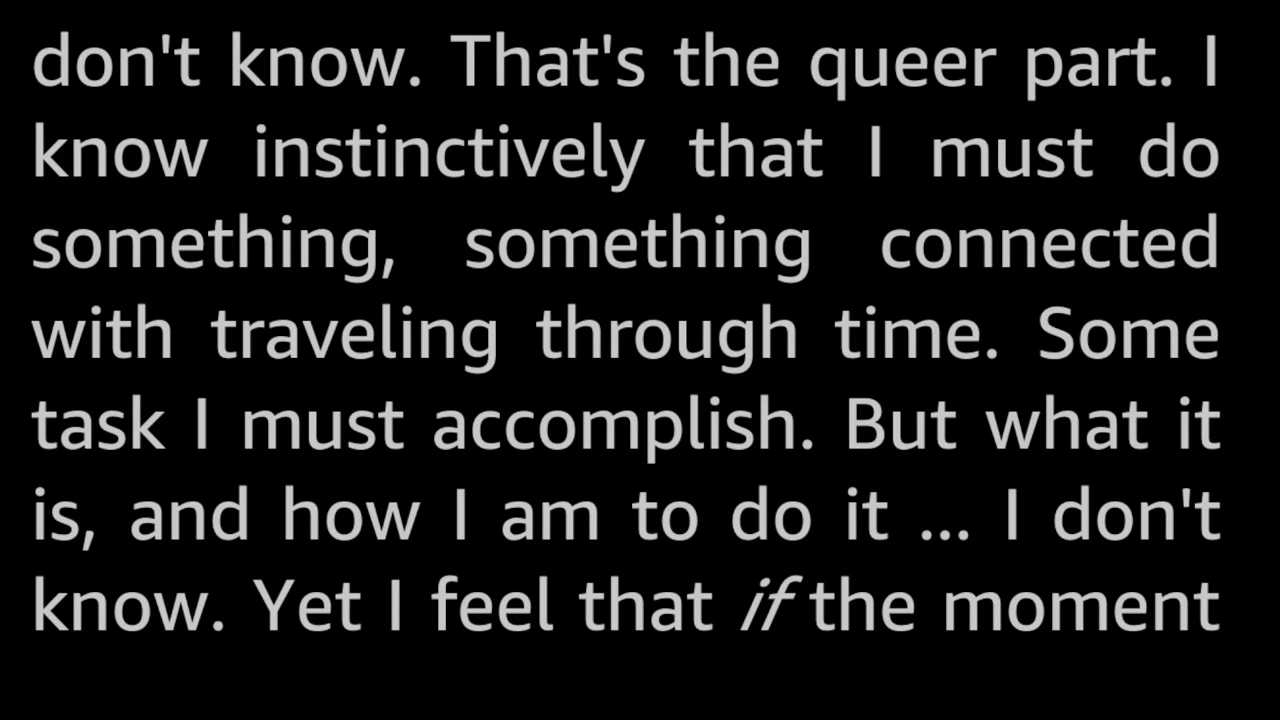 don't know. That's the queer part. I
know instinctively that I must do
something, something connected
with traveling through time. Some
task I must accomplish. But what it
is, and how I am to do it ... I don't
know. Yet I feel that if the moment